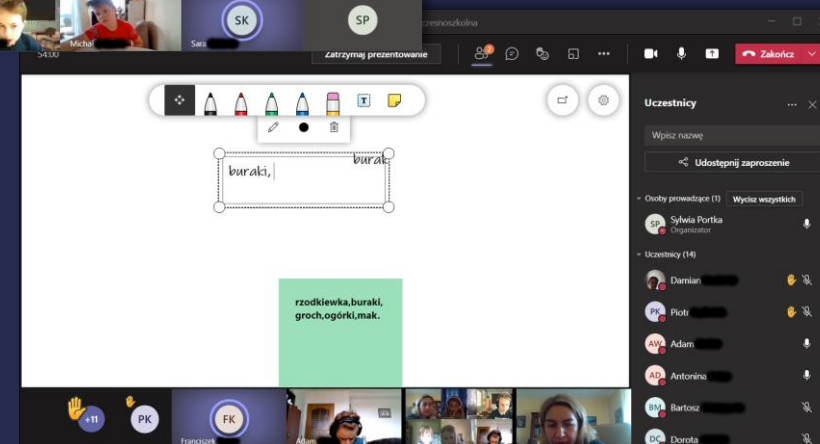 SK
SP
Michał
Sara
rzesnoszkolna
54:00
Zatrzymaj prezentowanie
2
Zakończ
T
burak
buraki,
rzodkiewka,buraki,
groch,ogórki,mak.
Uczestnicy
Wpisz nazwę
Udostępnij zaproszenie
Osoby prowadzące (1)
Wycisz wszystkich
SP
Sylwia Portka
Organizator
Uczestnicy (14)
Damian
PK
Piotr
AW
Adam
AD
Antonina
BM
Bartosz
DC
Dorota
+11
PK
FK
Franciszek
Adam